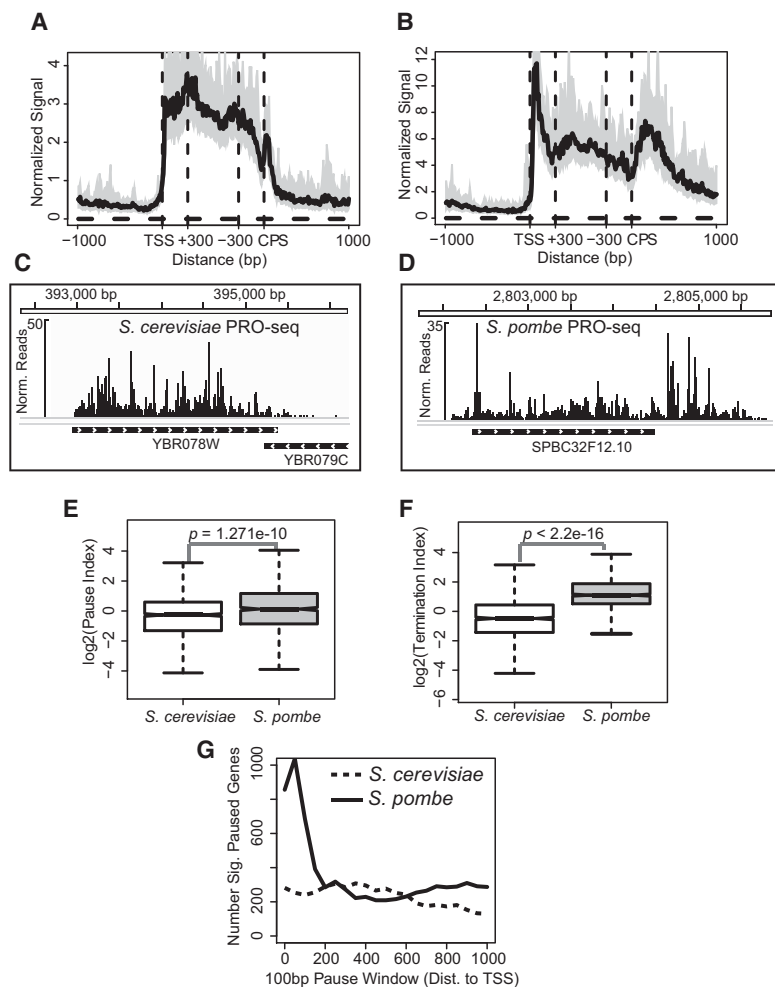 A
Normalized Signal
4
3
2
1
0
−1000
TSS +300
−300 CPS
1000
Distance (bp)
B
Normalized Signal
12
10
8
6
4
2
0
−1000
TSS +300
−300 CPS
1000
Distance (bp)
C
393,000 bp
395,000 bp
50
S. cerevisiae PRO-seq
Norm. Reads
YBR078W
YBR079C
D
2,803,000 bp
2,805,000 bp
35
S. pombe PRO-seq
Norm. Reads
SPBC32F12.10
E
p = 1.271e-10
log2(Pause Index)
4
2
0
−2
−4
S. cerevisiae
S. pombe
F
p < 2.2e-16
log2(Termination Index)
4
2
0
−2
−4
−6
S. cerevisiae
S. pombe
G
Number Sig. Paused Genes
1000
600
200
0
S. cerevisiae
S. pombe
0
200
400
600
800
1000
100bp Pause Window (Dist. to TSS)